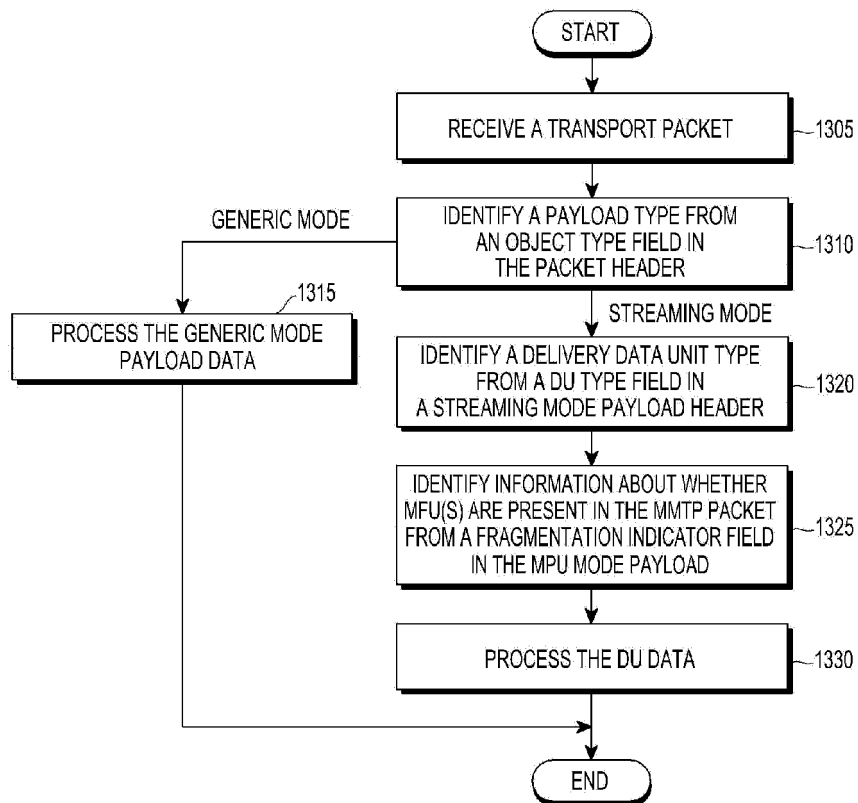 START
RECEIVE A TRANSPORT PACKET
1305
GENERIC MODE
IDENTIFY A PAYLOAD TYPE FROM
AN OBJECT TYPE FIELD IN
THE PACKET HEADER
1310
1315
PROCESS THE GENERIC MODE
PAYLOAD DATA
STREAMING MODE
IDENTIFY A DELIVERY DATA UNIT TYPE
FROM A DU TYPE FIELD IN
A STREAMING MODE PAYLOAD HEADER
1320
IDENTIFY INFORMATION ABOUT WHETHER
MFU(S) ARE PRESENT IN THE MMTP PACKET
FROM A FRAGMENTATION INDICATOR FIELD
IN THE MPU MODE PAYLOAD
1325
PROCESS THE DU DATA
1330
END